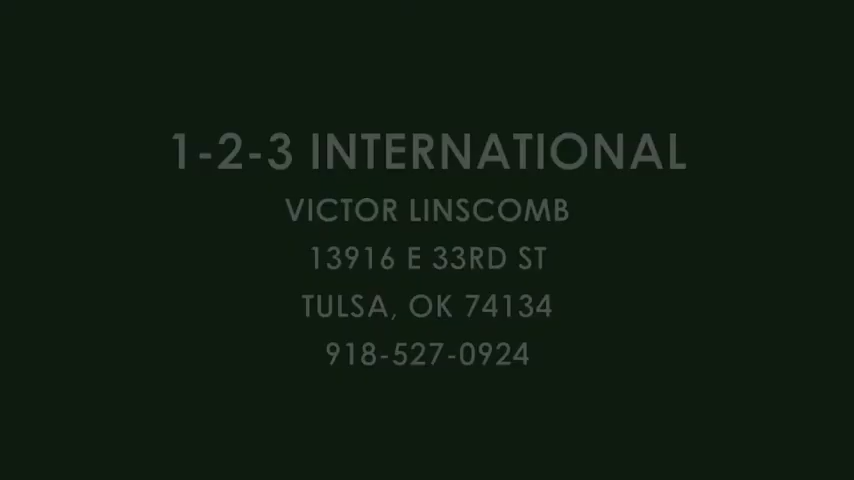 1-2-3 INTERNATIONAL
VICTOR LINSCOMB
13916 E 33RD ST
TULSA, OK 74134
918-527-0924